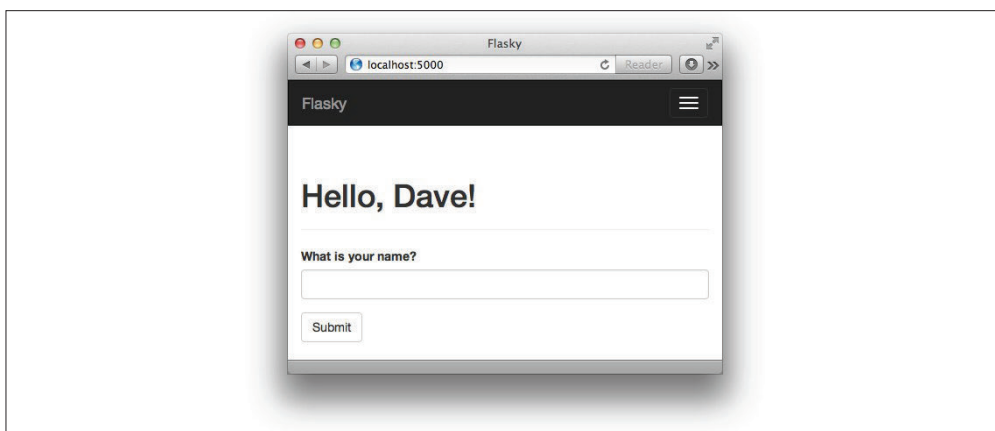 Flasky
localhost:5000
Reader
Flasky
Hello, Dave!
What is your name?
Submit